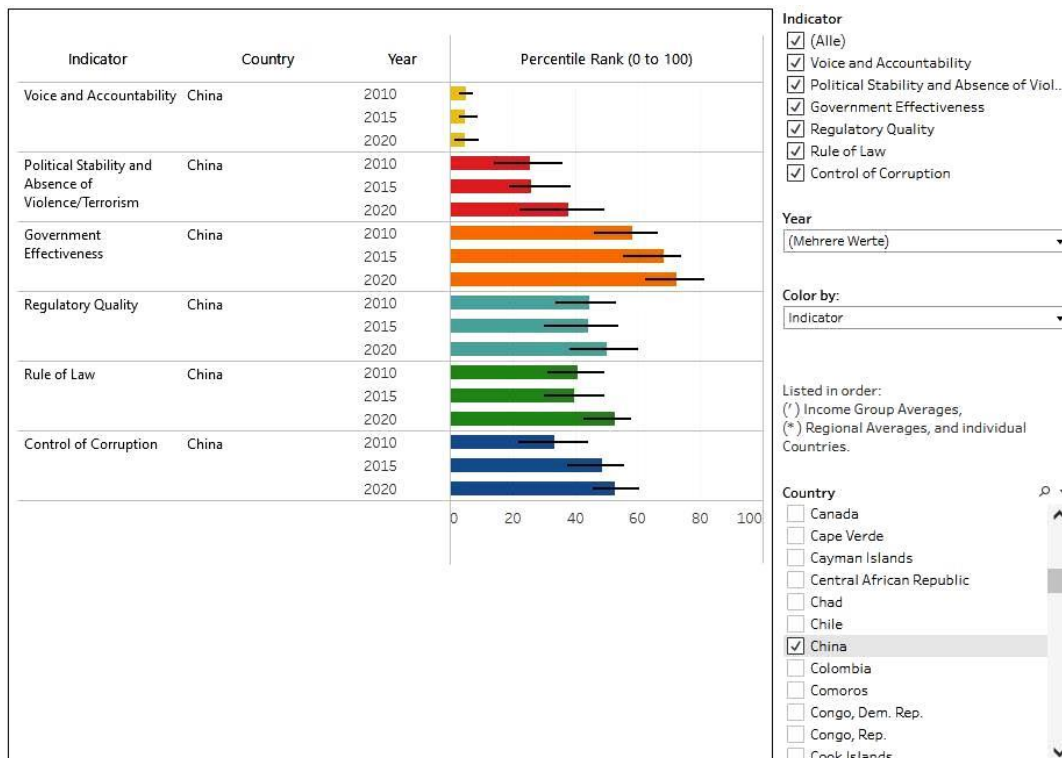 Indicator Country Year Percentile Rank (0 to 100)
Voice and Accountability China 2010
2015
2020
Political Stability and China 2010
Absence of
Violence/Terrorism
2015
2020
Government China 2010
Effectiveness
2015
2020
Regulatory Quality China 2010
2015
2020
Rule of Law China 2010
2015
2020
Control of Corruption China 2010
2015
2020
0 20 40 60 80 100
Indicator
(Alle)
Voice and Accountability
Political Stability and Absence of Viol..
Government Effectiveness
Regulatory Quality
Rule of Law
Control of Corruption
Year
(Mehrere Werte)
Color by:
Indicator
Listed in order:
(') Income Group Averages,
(*) Regional Averages, and individual
Countries.
Country
Canada
Cape Verde
Cayman Islands
Central African Republic
Chad
Chile
China
Colombia
Comoros
Congo, Dem. Rep.
Congo, Rep.
Cook Islands